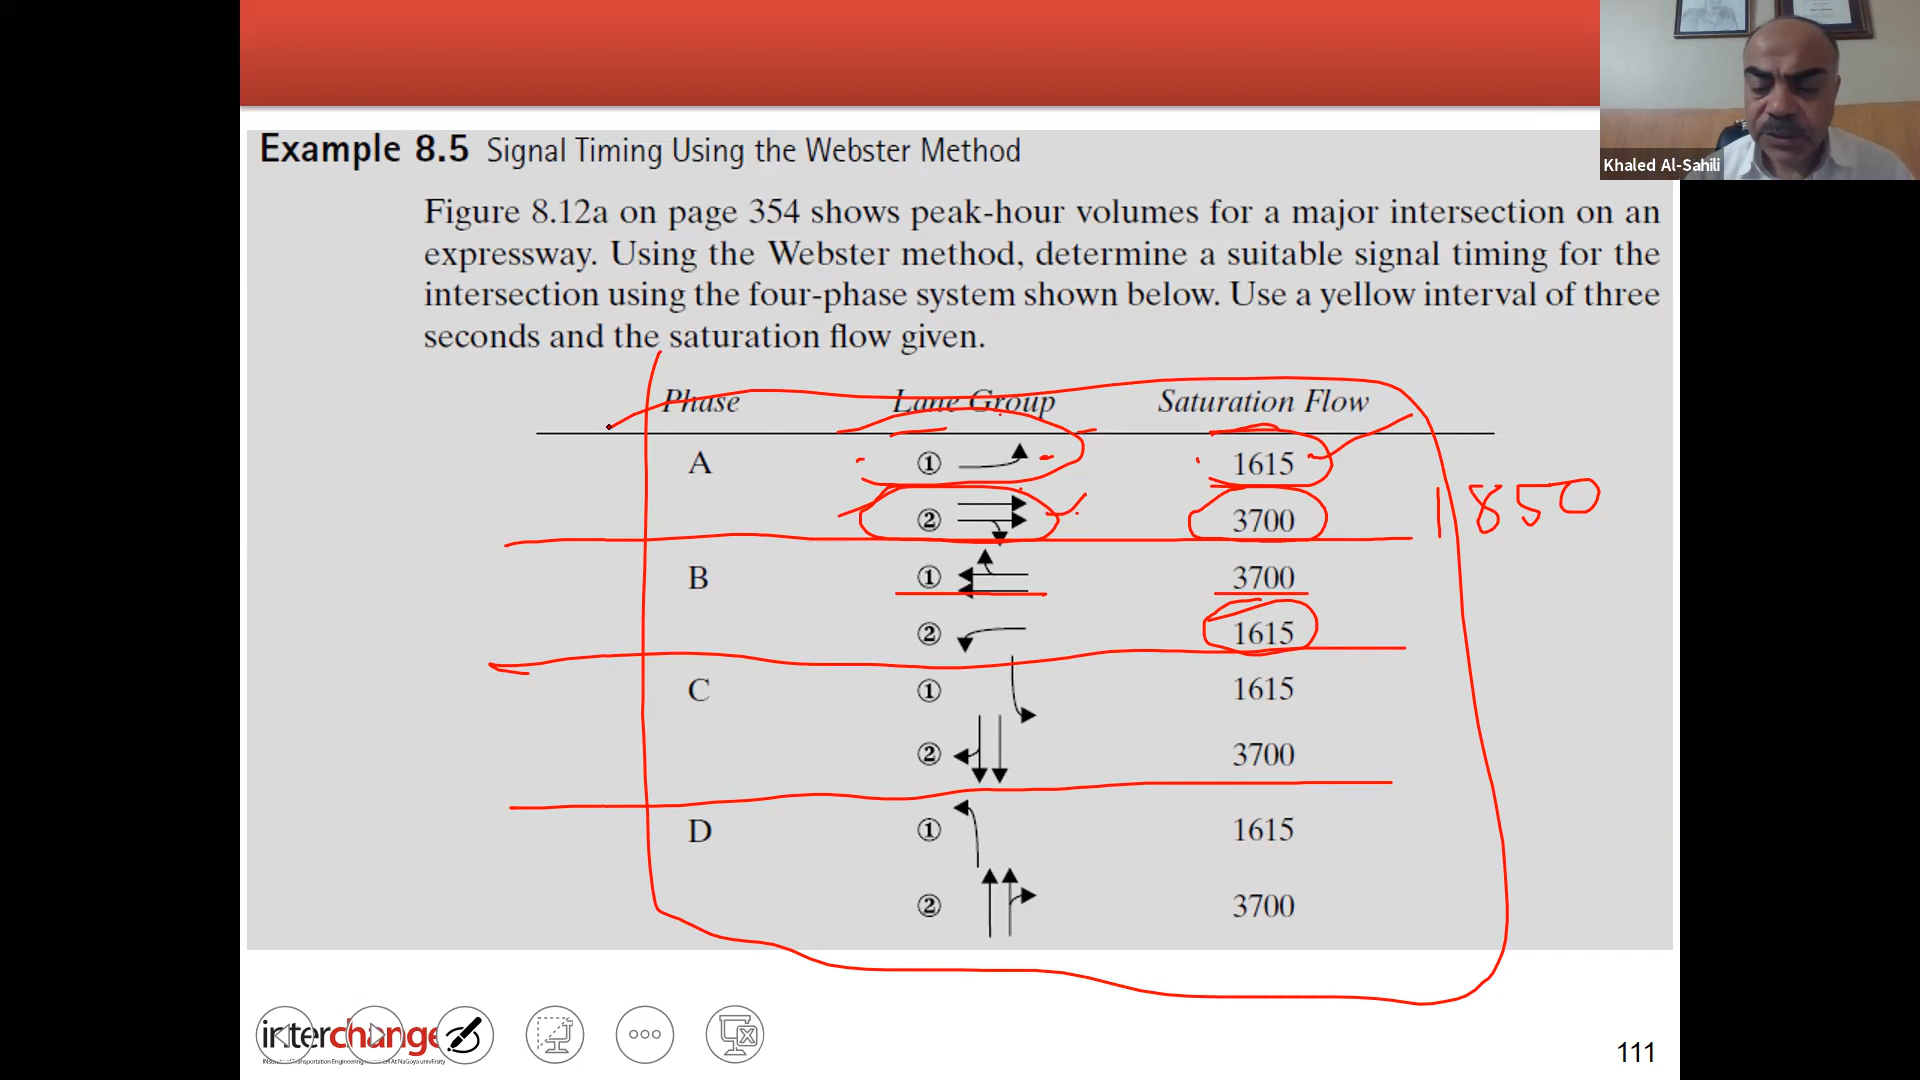 Khaled Al-Sahili
Example 8.5 Signal Timing Using the Webster Method
Figure 8.12a on page 354 shows peak-hour volumes for a major intersection on an
expressway. Using the Webster method, determine a suitable signal timing for the
intersection using the four-phase system shown below. Use a yellow interval of three
seconds and the saturation flow given.
Phase Lane Group Saturation Flow
A ① 1615
② 3700 1850
B ① 3700
② 1615
C ① 1615
② 3700
D ① 1615
② 3700
interchange
111